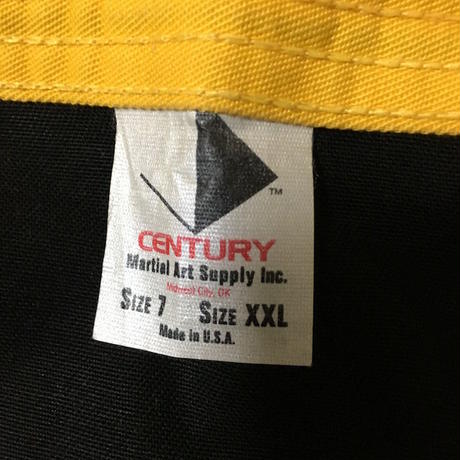 ™
CENTURY
Martial Art Supply Inc.
Midwest City, OK
SIZE 7 SIZE XXL
Made in U.S.A.